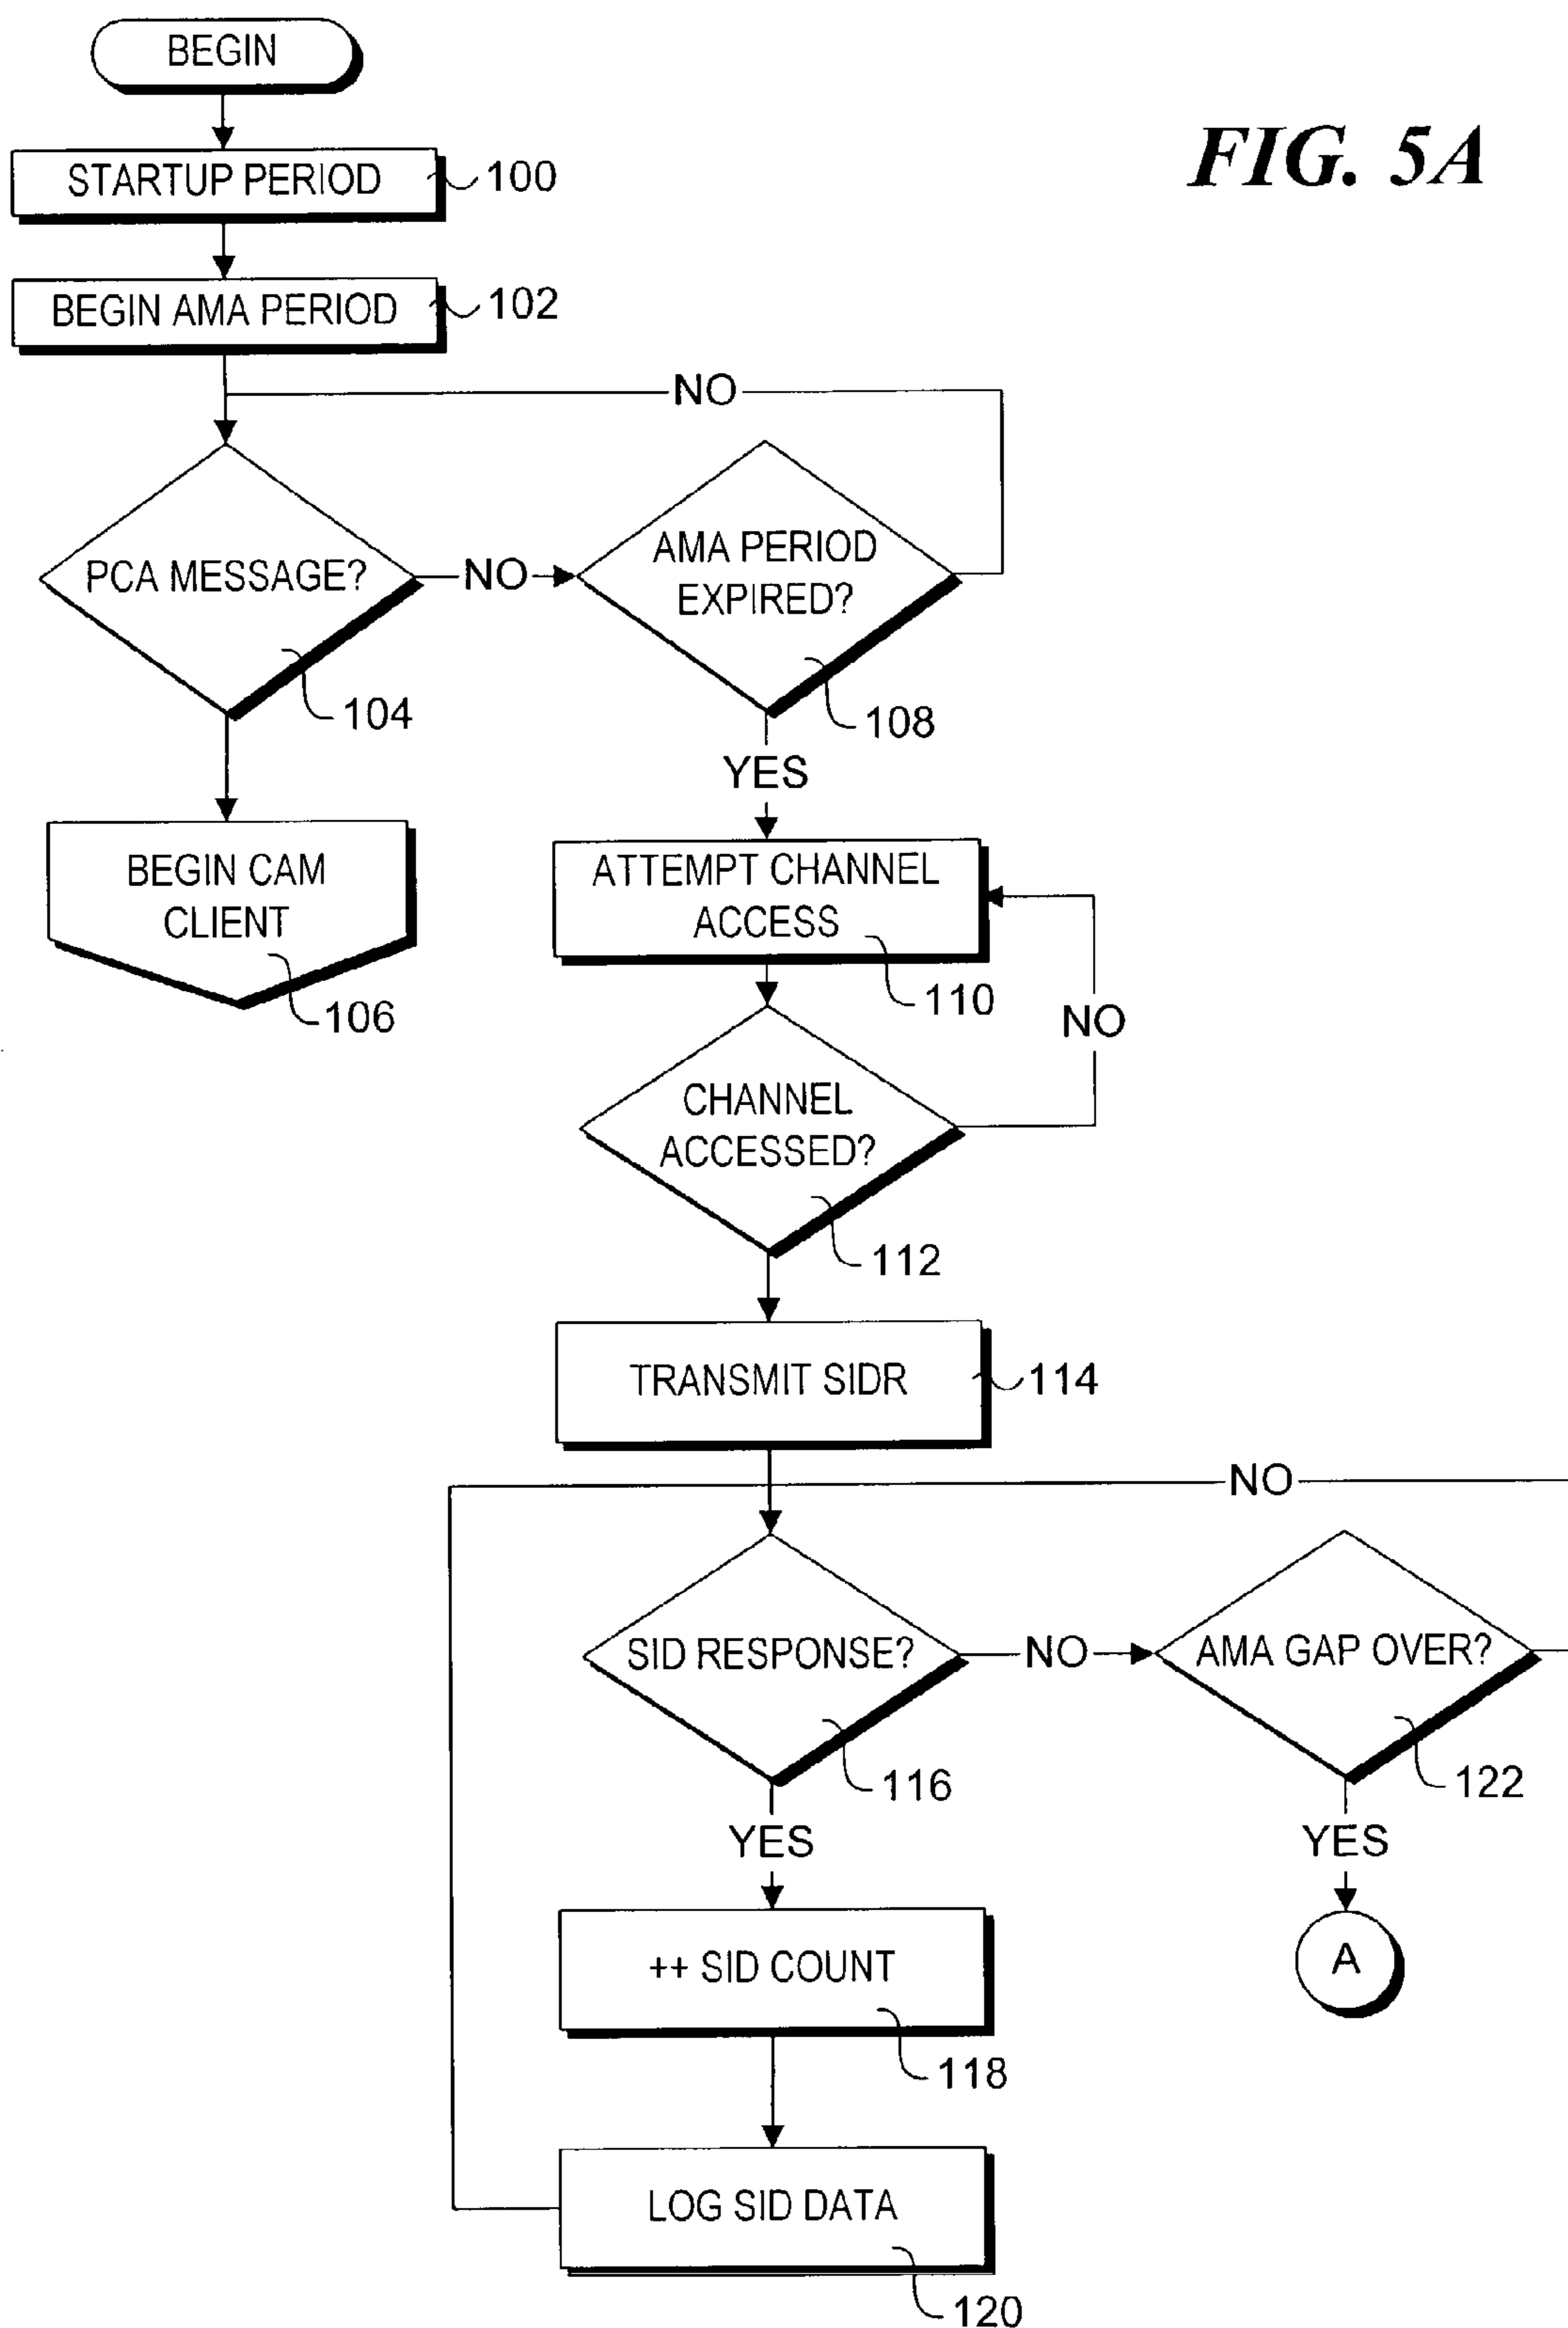 BEGIN
FIG. 5A
STARTUP PERIOD
100
BEGIN AMA PERIOD
102
NO
PCA MESSAGE?
104
NO
AMA PERIOD
EXPIRED?
108
YES
BEGIN CAM
CLIENT
106
ATTEMPT CHANNEL
ACCESS
110
NO
CHANNEL
ACCESSED?
112
TRANSMIT SIDR
114
NO
SID RESPONSE?
116
NO
AMA GAP OVER?
122
YES
YES
++ SID COUNT
118
A
LOG SID DATA
120